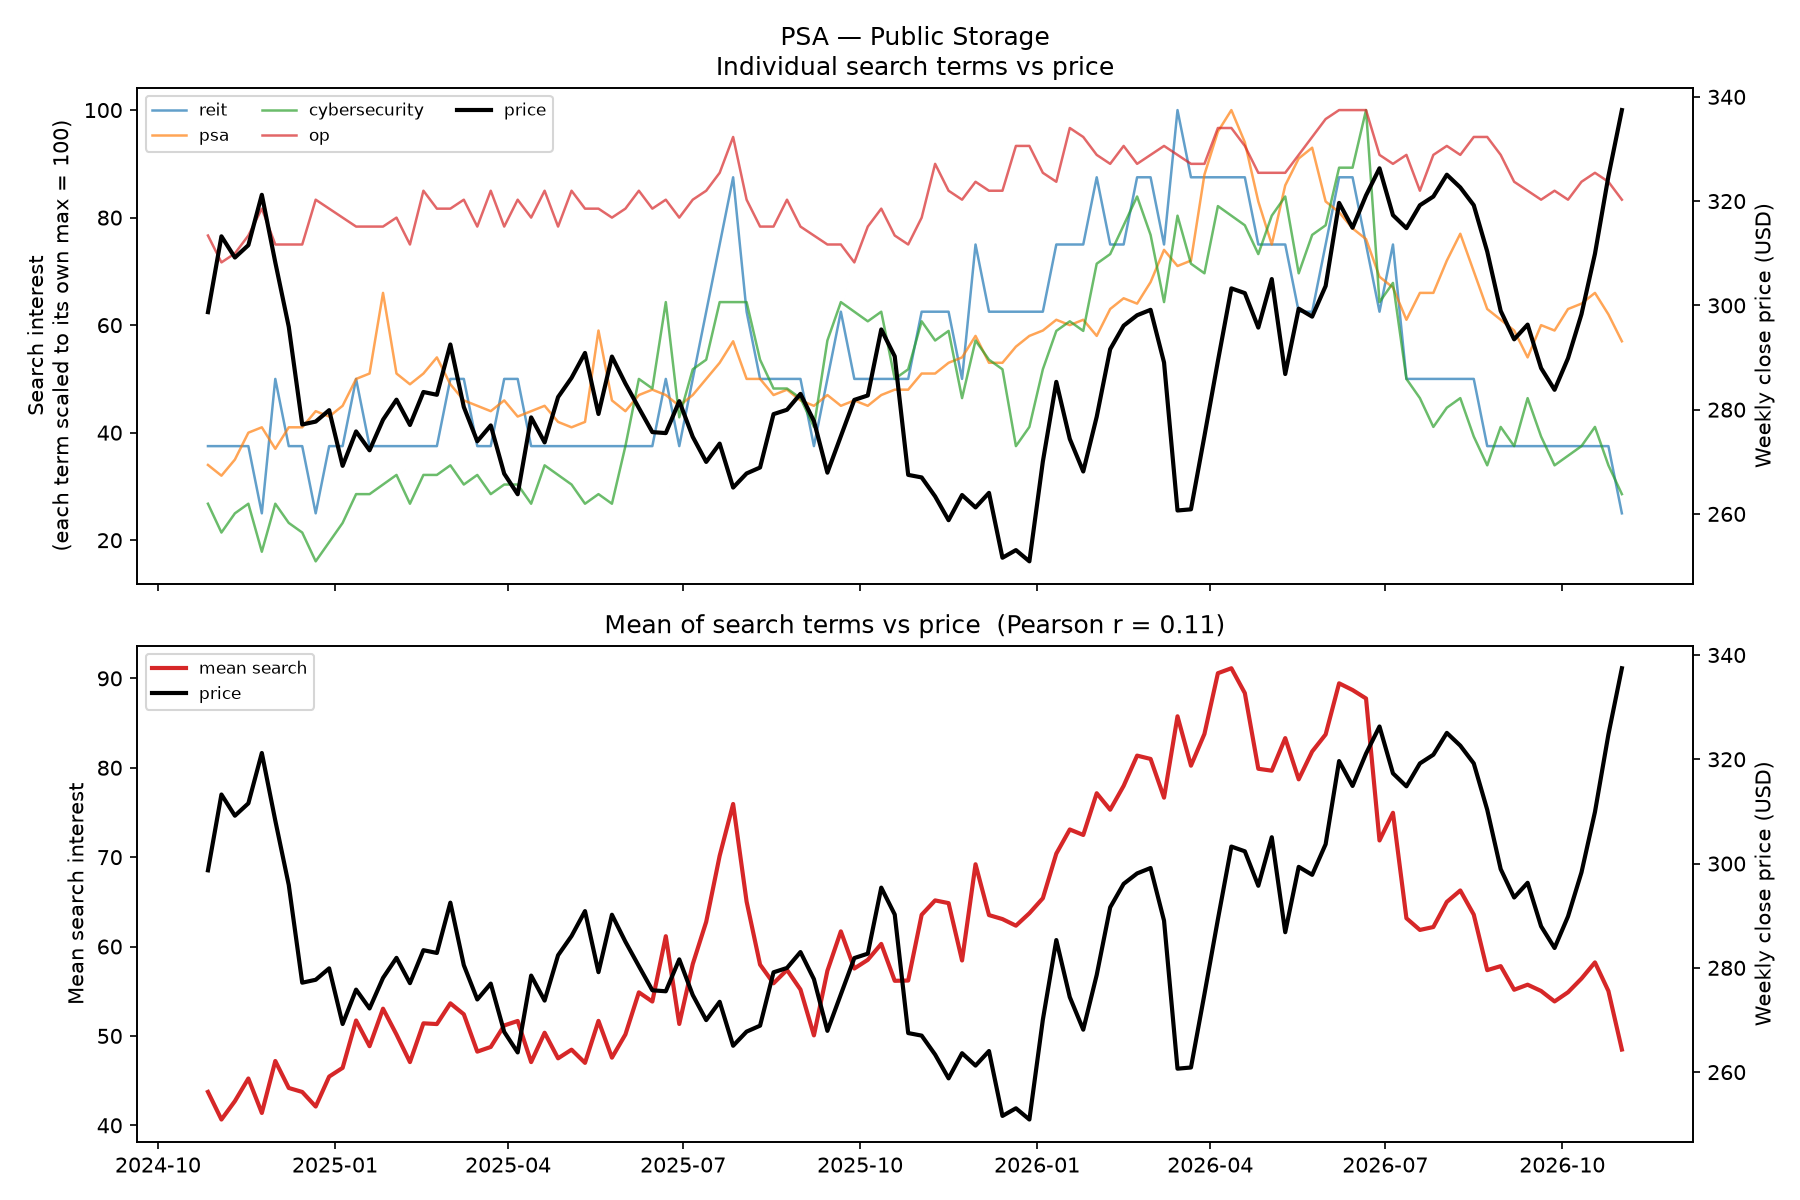 PSA — Public Storage
Individual search terms vs price
reit
psa
cybersecurity
op
price
Search interest
(each term scaled to its own max = 100)
100
80
60
40
20
Weekly close price (USD)
340
320
300
280
260
Mean of search terms vs price (Pearson r = 0.11)
mean search
price
Mean search interest
90
80
70
60
50
40
Weekly close price (USD)
340
320
300
280
260
2024-10
2025-01
2025-04
2025-07
2025-10
2026-01
2026-04
2026-07
2026-10